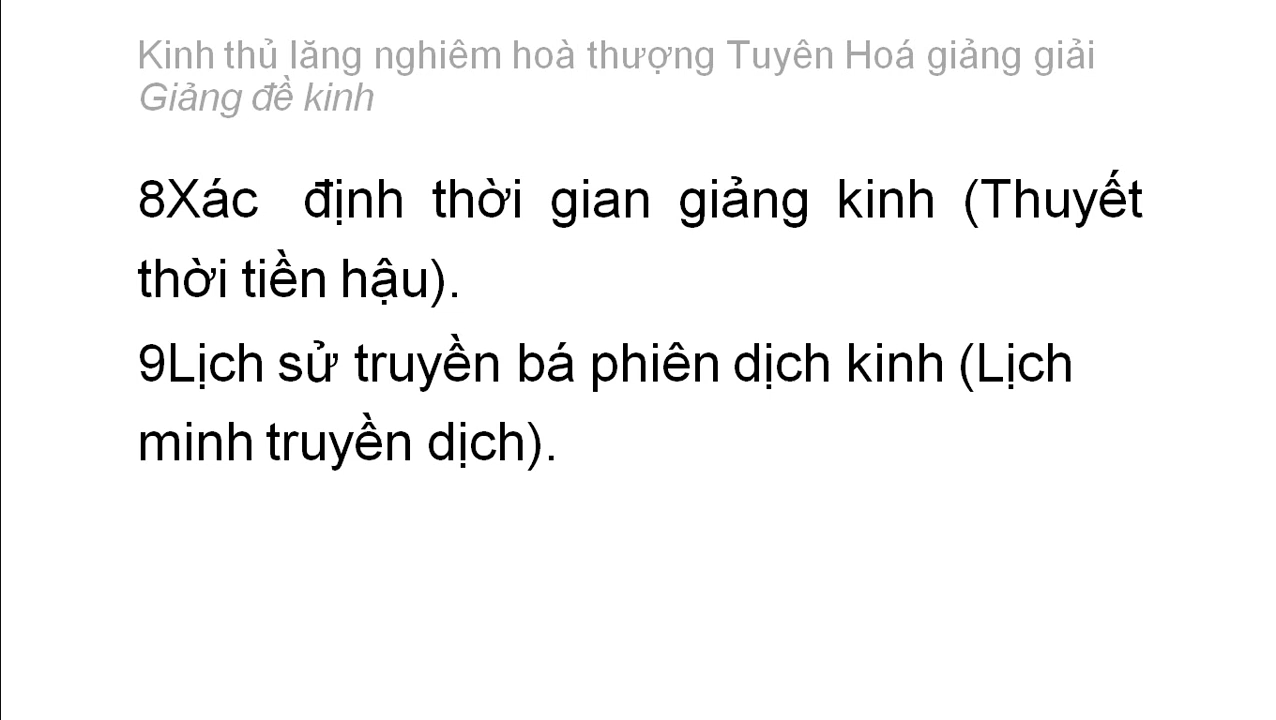 Kinh thủ lăng nghiêm hoà thượng Tuyên Hoá giảng giải
Giảng đề kinh
8Xác định thời gian giảng kinh (Thuyết
thời tiền hậu).
9Lịch sử truyền bá phiên dịch kinh (Lịch
minh truyền dịch).